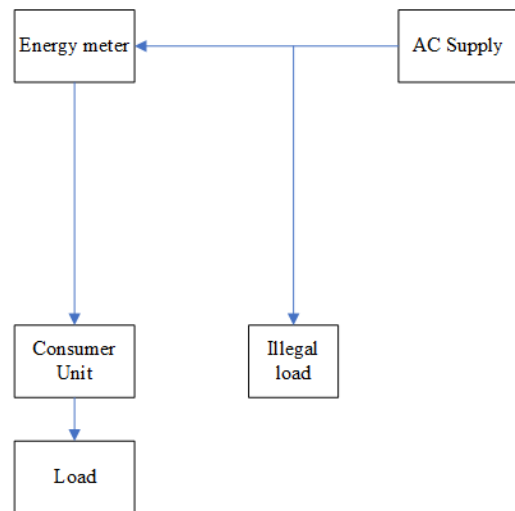 Energy meter
AC Supply
Consumer
Unit
Illegal
load
Load